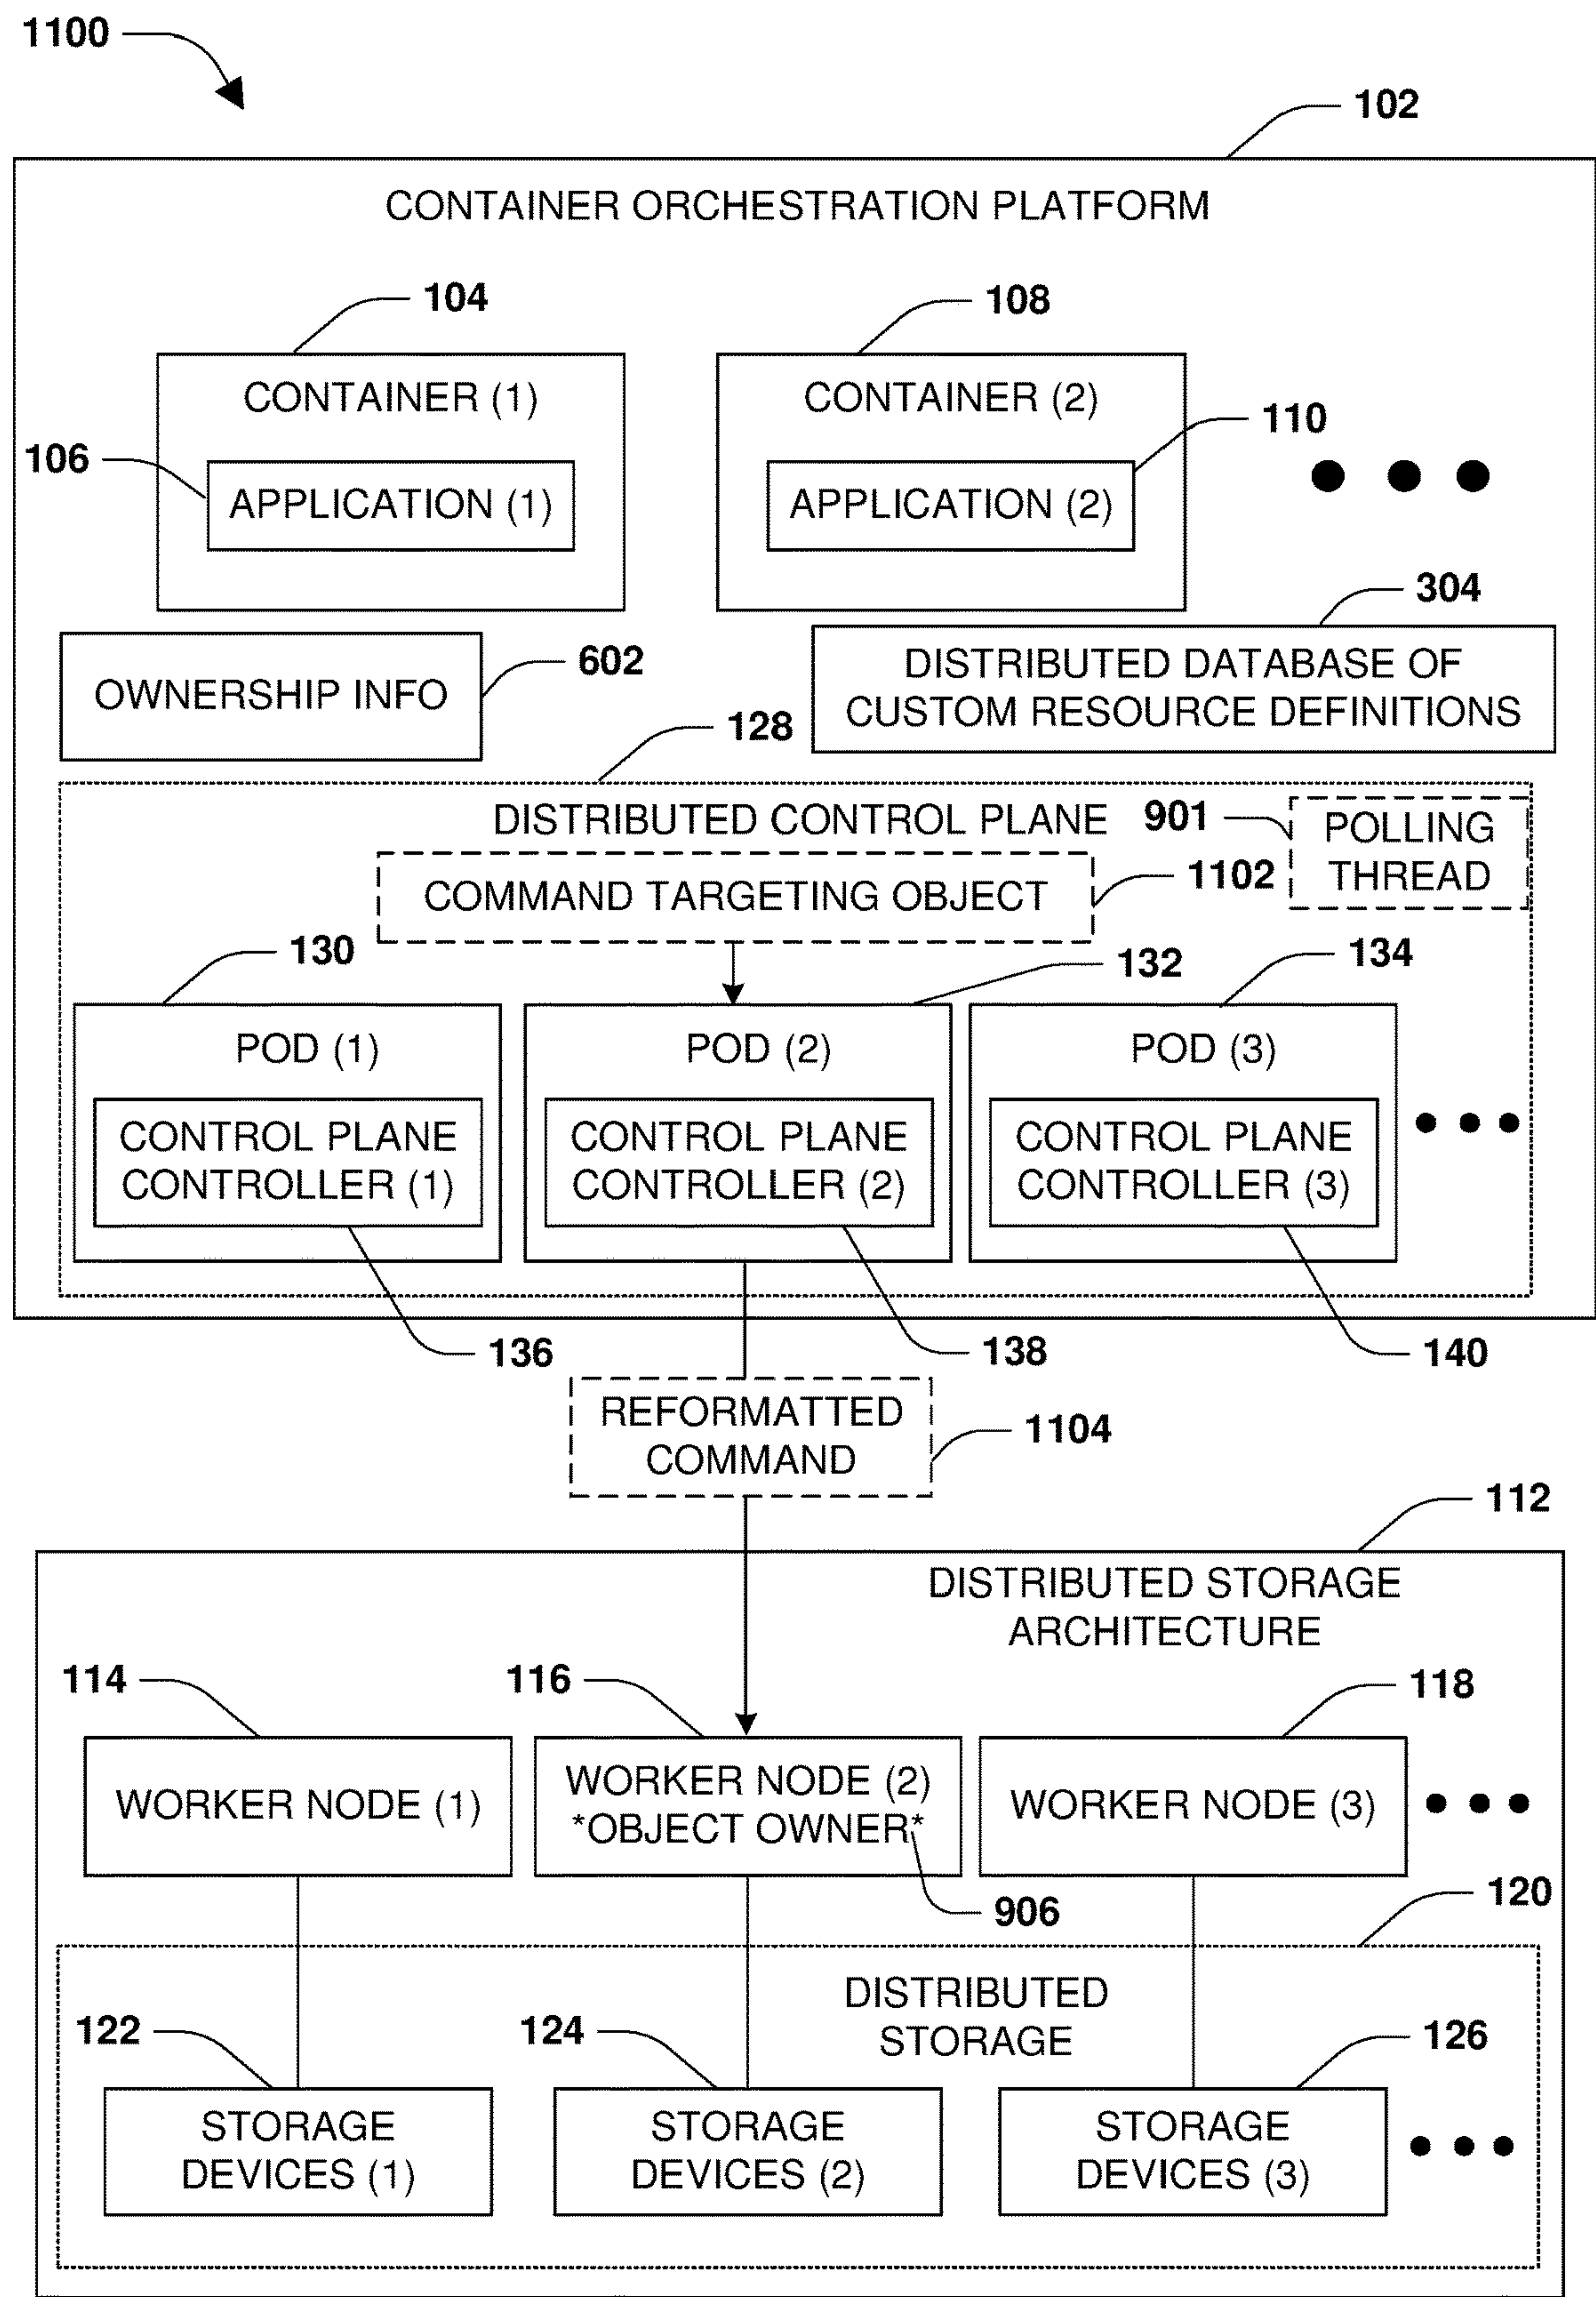 1100
102
CONTAINER ORCHESTRATION PLATFORM
104
108
CONTAINER (1)
CONTAINER (2)
110
106
APPLICATION (1)
APPLICATION (2)
304
602
OWNERSHIP INFO
DISTRIBUTED DATABASE OF
CUSTOM RESOURCE DEFINITIONS
128
DISTRIBUTED CONTROL PLANE
901
POLLING
THREAD
COMMAND TARGETING OBJECT
1102
130
132
134
POD (1)
POD (2)
POD (3)
CONTROL PLANE
CONTROLLER (1)
CONTROL PLANE
CONTROLLER (2)
CONTROL PLANE
CONTROLLER (3)
136
138
140
REFORMATTED
COMMAND
1104
112
DISTRIBUTED STORAGE
ARCHITECTURE
114
116
118
WORKER NODE (1)
WORKER NODE (2)
*OBJECT OWNER*
WORKER NODE (3)
906
120
DISTRIBUTED
STORAGE
122
124
126
STORAGE
DEVICES (1)
STORAGE
DEVICES (2)
STORAGE
DEVICES (3)